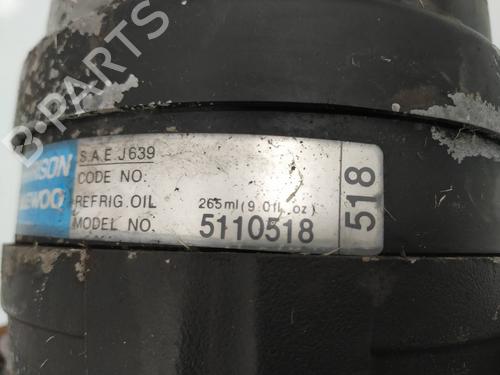 B-PARTS
S.A.E.J639
CODE NO.
REFRIG.OIL 265ml(9.0fl.oz)
MODEL NO. 5110518
518